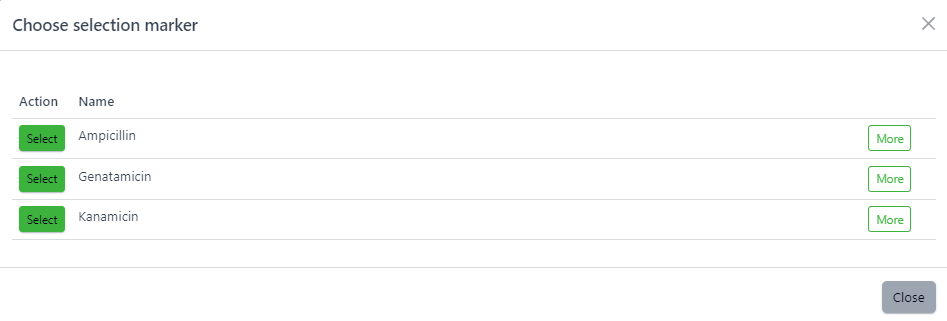 Choose selection marker
Action Name
Select Ampicillin More
Select Genatamicin More
Select Kanamicin More
Close